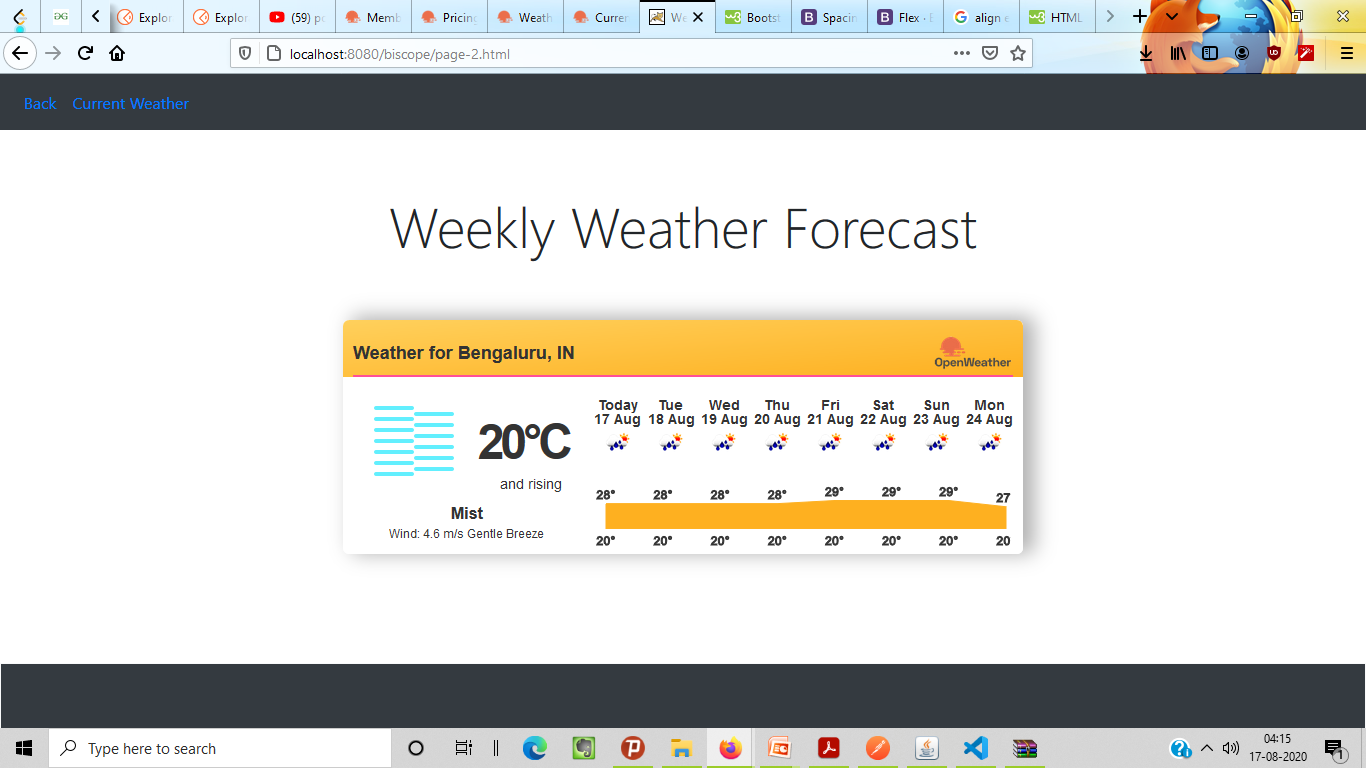 Explor Explor (59) p Memb Pricing Weath Curren We Bootst Spacin Flex · B align e HTML
localhost:8080/biscope/page-2.html
Back Current Weather
Weekly Weather Forecast
Weather for Bengaluru, IN
OpenWeather
Today Tue Wed Thu Fri Sat Sun Mon
17 Aug 18 Aug 19 Aug 20 Aug 21 Aug 22 Aug 23 Aug 24 Aug
20°C
and rising
28° 28° 28° 28° 29° 29° 29° 27
Mist
Wind: 4.6 m/s Gentle Breeze
20° 20° 20° 20° 20° 20° 20° 20
Type here to search
04:15
17-08-2020
1